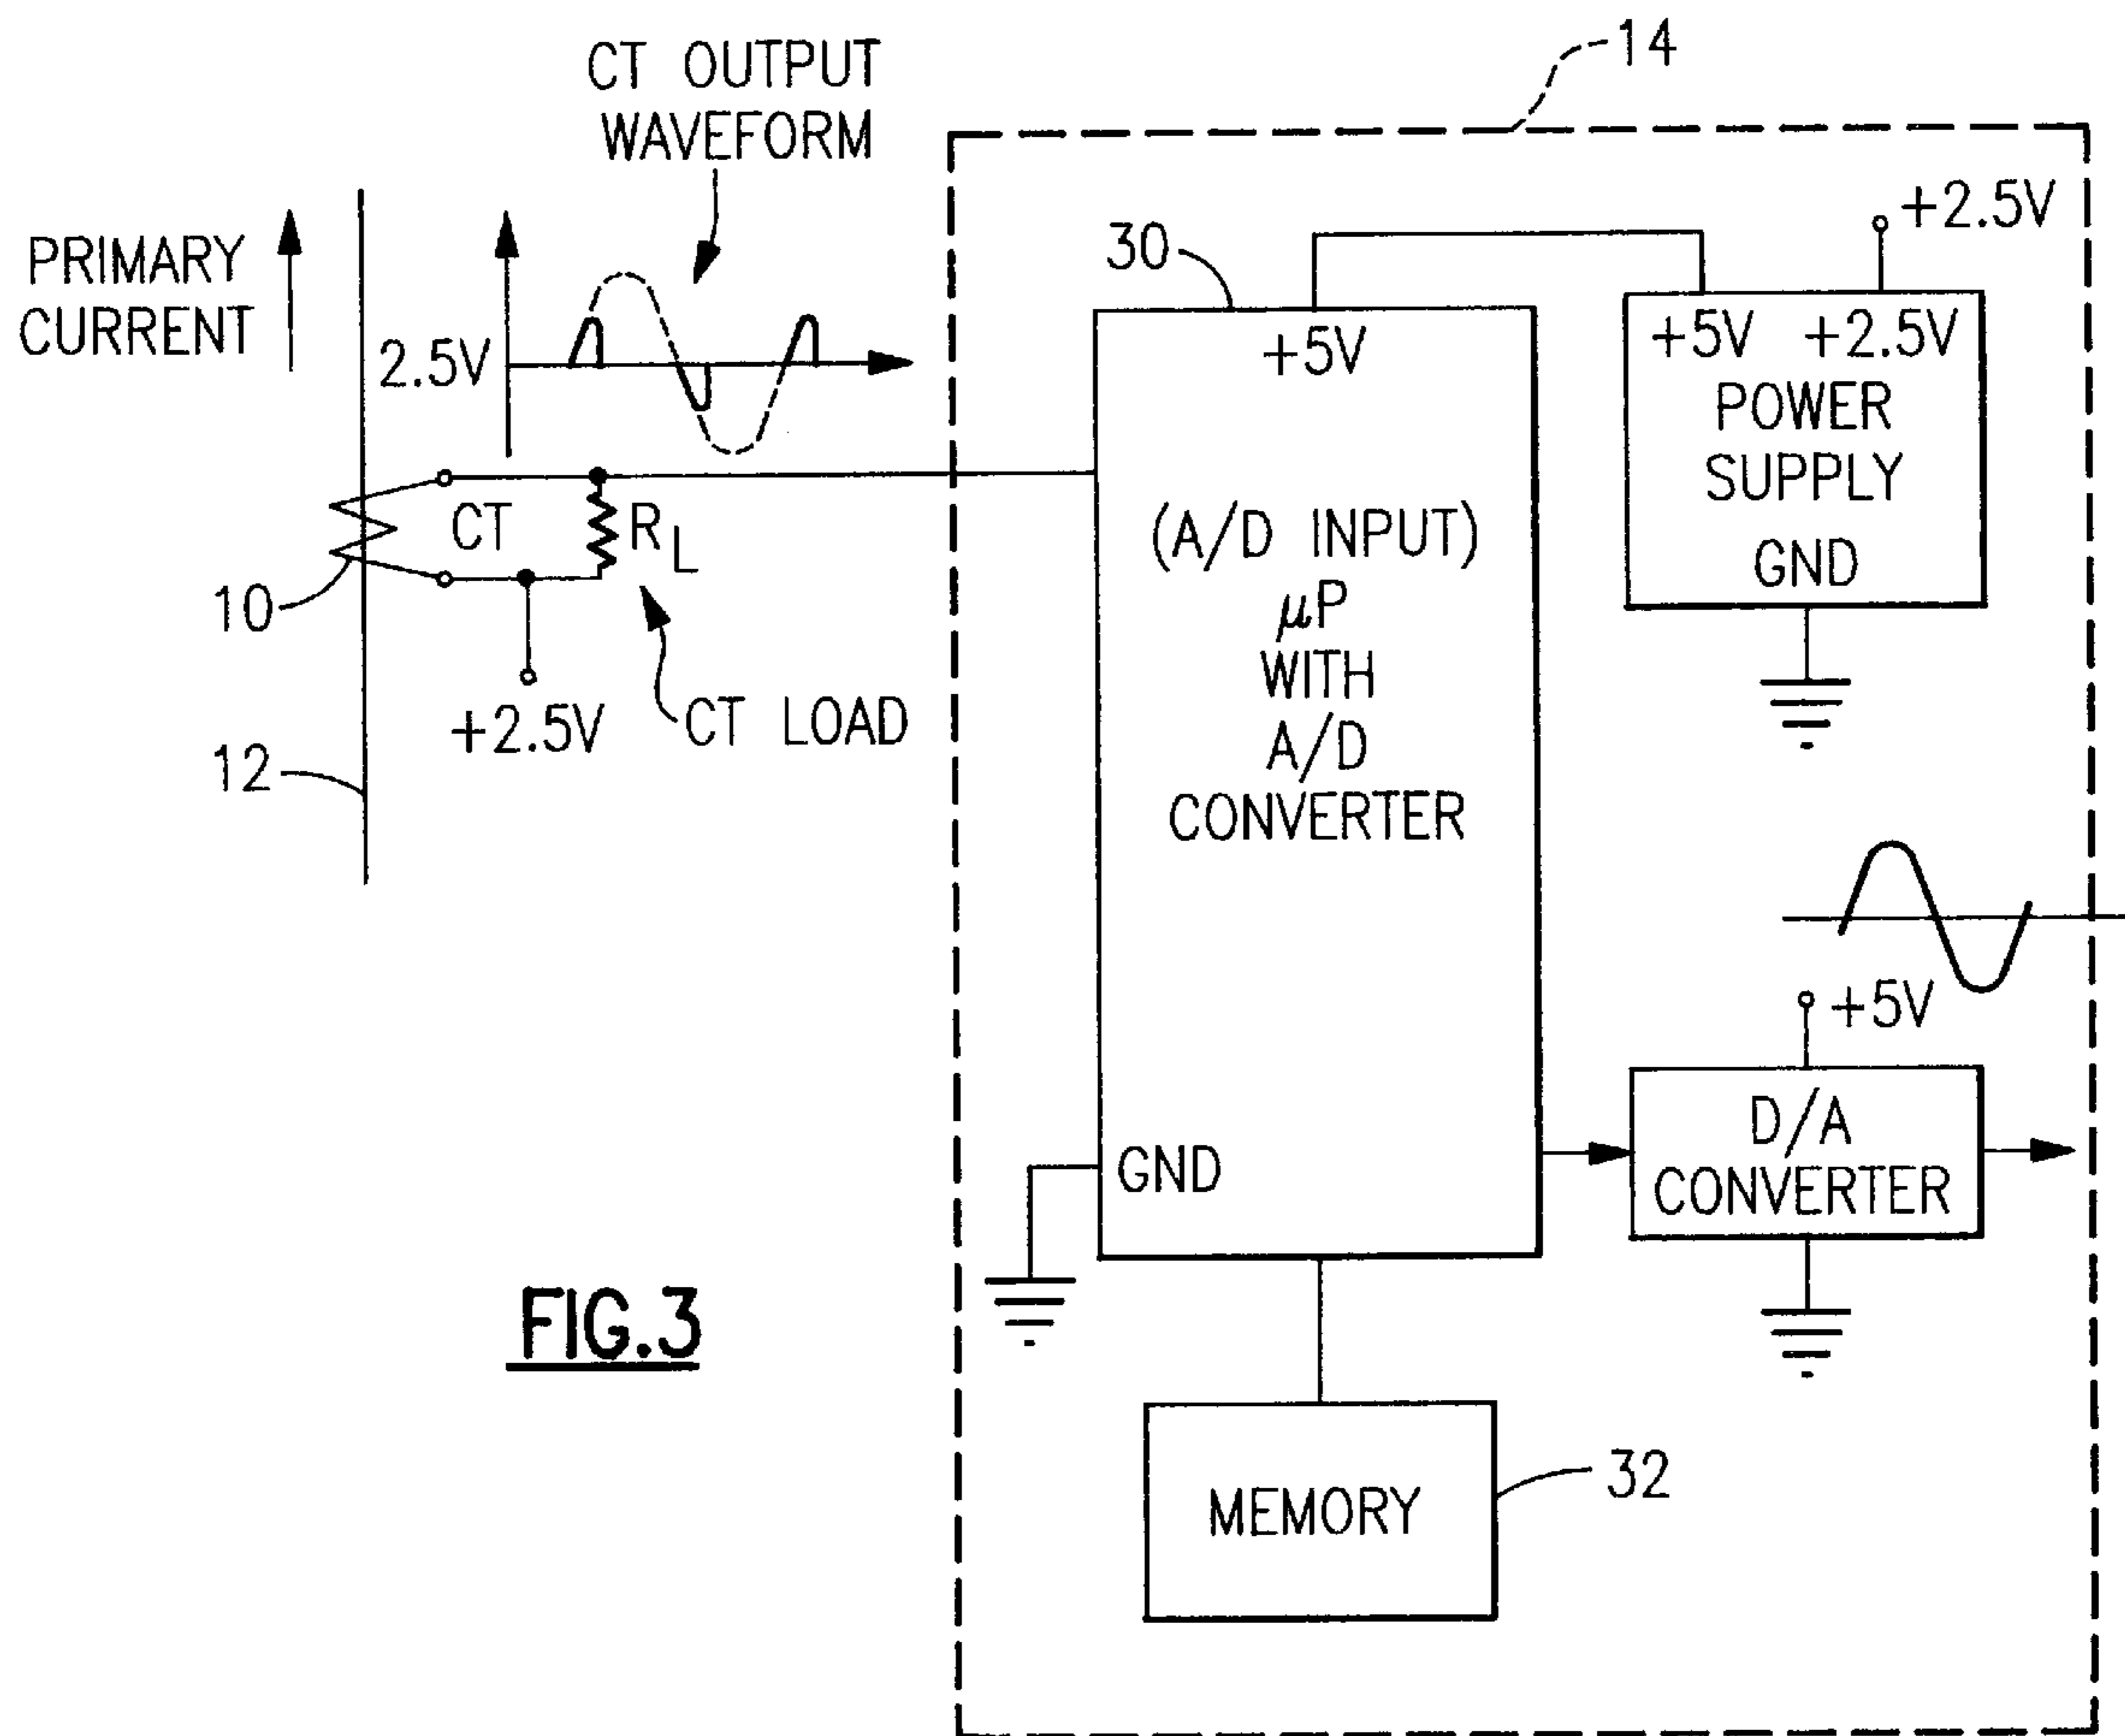 CT OUTPUT
WAVEFORM
14
PRIMARY
CURRENT
2.5V
30
+5V
+2.5V
+5V +2.5V
POWER
SUPPLY
GND
CT
R L
10
+2.5V
CT LOAD
12
(A/D INPUT)
μP
WITH
A/D
CONVERTER
GND
+5V
D/A
CONVERTER
MEMORY
32
FIG.3